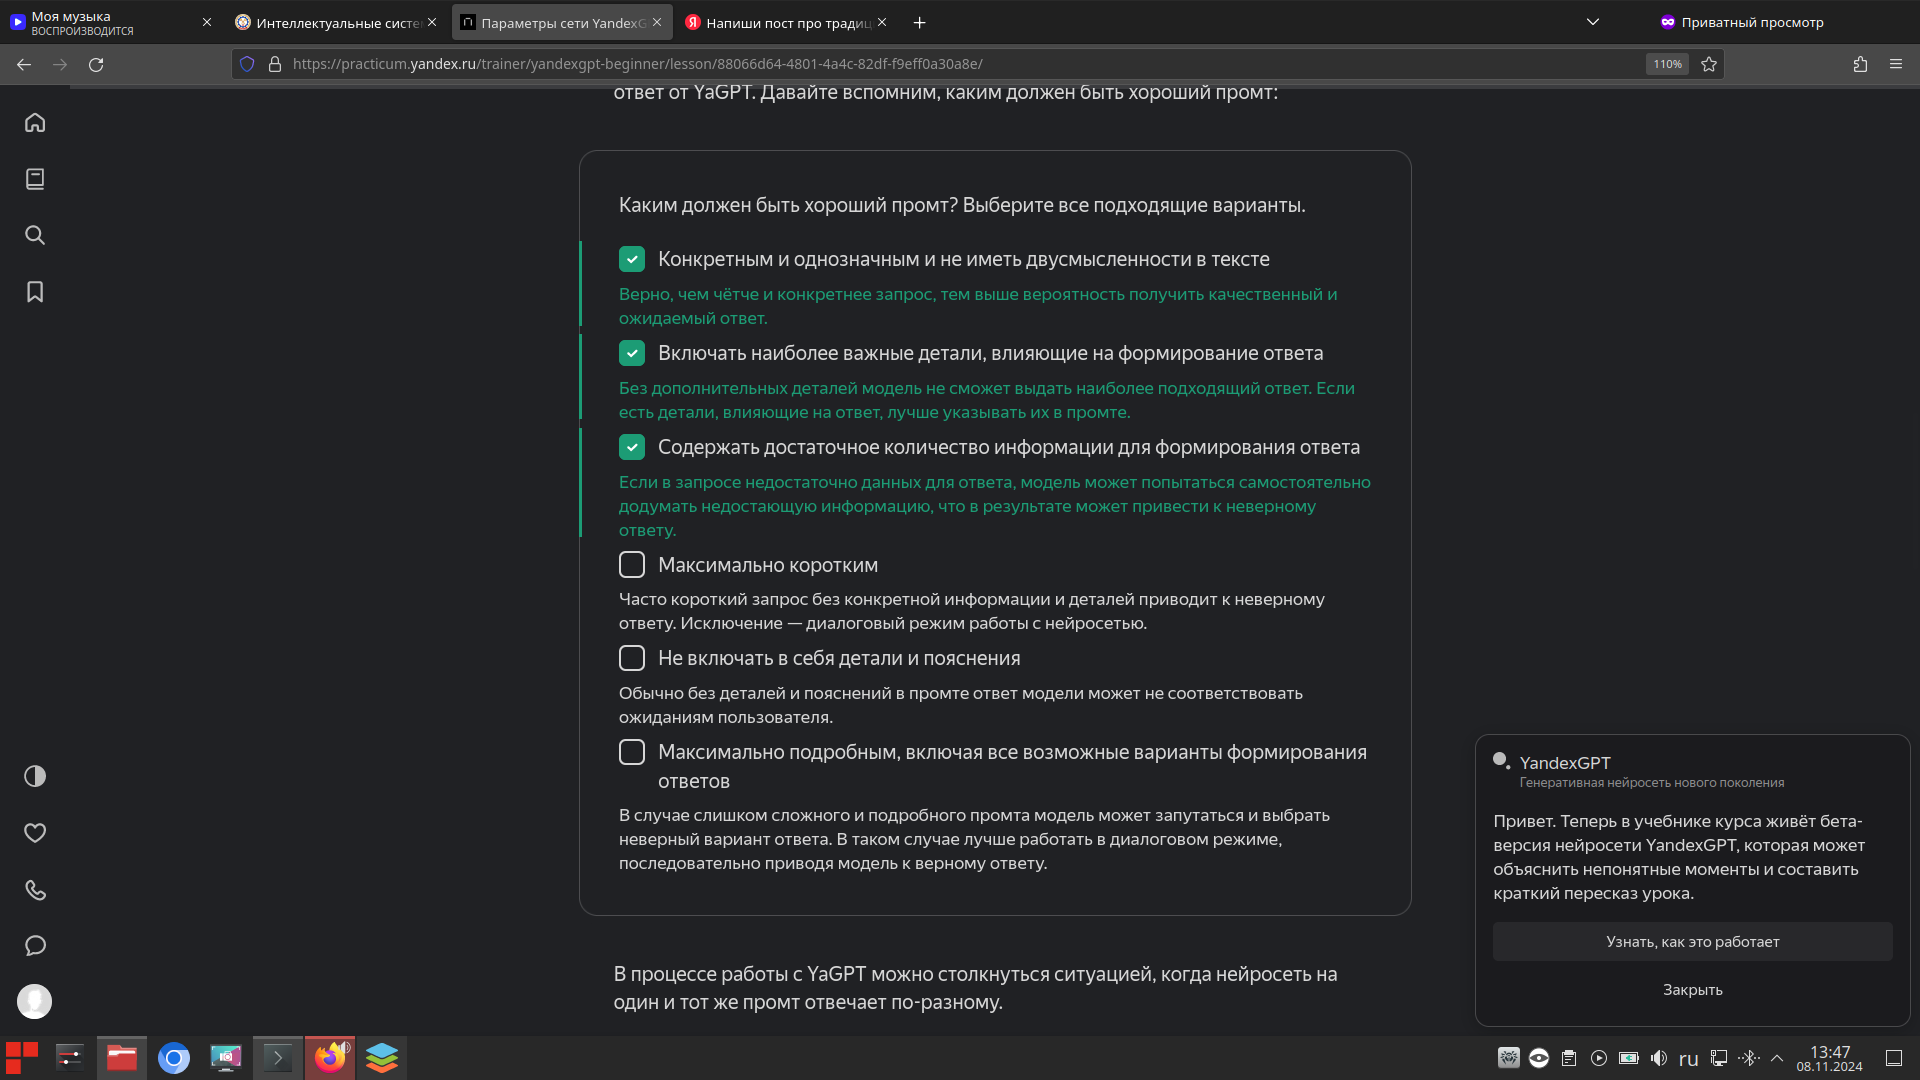 Моя музыка
ВОСПРОИЗВОДИТСЯ
Интеллектуальные систе
Параметры сети YandexG
Напиши пост про традиц
Приватный просмотр
https://practicum.yandex.ru/trainer/yandexgpt-beginner/lesson/88066d64-4801-4a4c-82df-f9eff0a30a8e/
110%
ответ от YaGPT. Давайте вспомним, каким должен быть хороший промт:
Каким должен быть хороший промт? Выберите все подходящие варианты.
Конкретным и однозначным и не иметь двусмысленности в тексте
Верно, чем чётче и конкретнее запрос, тем выше вероятность получить качественный и
ожидаемый ответ.
Включать наиболее важные детали, влияющие на формирование ответа
Без дополнительных деталей модель не сможет выдать наиболее подходящий ответ. Если
есть детали, влияющие на ответ, лучше указывать их в промте.
Содержать достаточное количество информации для формирования ответа
Если в запросе недостаточно данных для ответа, модель может попытаться самостоятельно
додумать недостающую информацию, что в результате может привести к неверному
ответу.
Максимально коротким
Часто короткий запрос без конкретной информации и деталей приводит к неверному
ответу. Исключение — диалоговый режим работы с нейросетью.
Не включать в себя детали и пояснения
Обычно без деталей и пояснений в промте ответ модели может не соответствовать
ожиданиям пользователя.
Максимально подробным, включая все возможные варианты формирования
ответов
В случае слишком сложного и подробного промта модель может запутаться и выбрать
неверный вариант ответа. В таком случае лучше работать в диалоговом режиме,
последовательно приводя модель к верному ответу.
В процессе работы с YaGPT можно столкнуться ситуацией, когда нейросеть на
один и тот же промт отвечает по-разному.
YandexGPT
Генеративная нейросеть нового поколения
Привет. Теперь в учебнике курса живёт бета-
версия нейросети YandexGPT, которая может
объяснить непонятные моменты и составить
краткий пересказ урока.
Узнать, как это работает
Закрыть
ru
13:47
08.11.2024